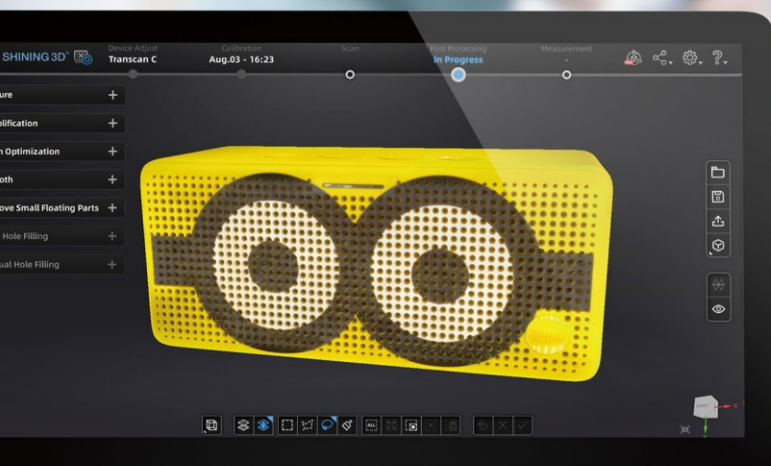 SHINING 3D®
Device Adjust
Transcan C
Calibration
Aug.03 - 16:23
Scan
Post Processing
In Progress
Measurement
-
ure
plification
n Optimization
oth
ove Small Floating Parts
Hole Filling
ual Hole Filling
ALL
X